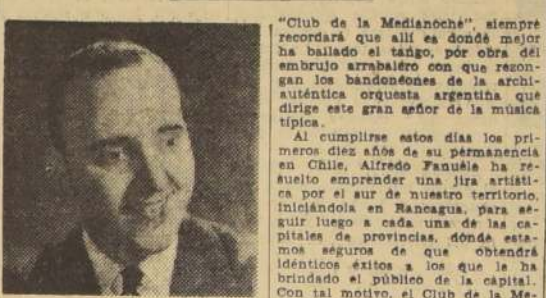 "Club de la Medianoche", siempre
recordará que allí es donde mejor
ha bailado el tango, por obra del
embrujo arrabalero con que rezon-
gan los bandoneones de la archi-
auténtica orquesta argentina que
dirige este gran señor de la música
típica.
Al cumplirse estos días los pri-
meros diez años de su permanencia
en Chile, Alfredo Fanuele ha re-
suelto emprender una jira artísti-
ca por el sur de nuestro territorio,
iniciándola en Rancagua, para se-
guir luego a cada una de las ca-
pitales de provincias, donde esta-
mos seguros de que obtendrá
idénticos éxitos a los que le ha
brindado el público de la capital.
Con tal motivo, el Club de la Me-